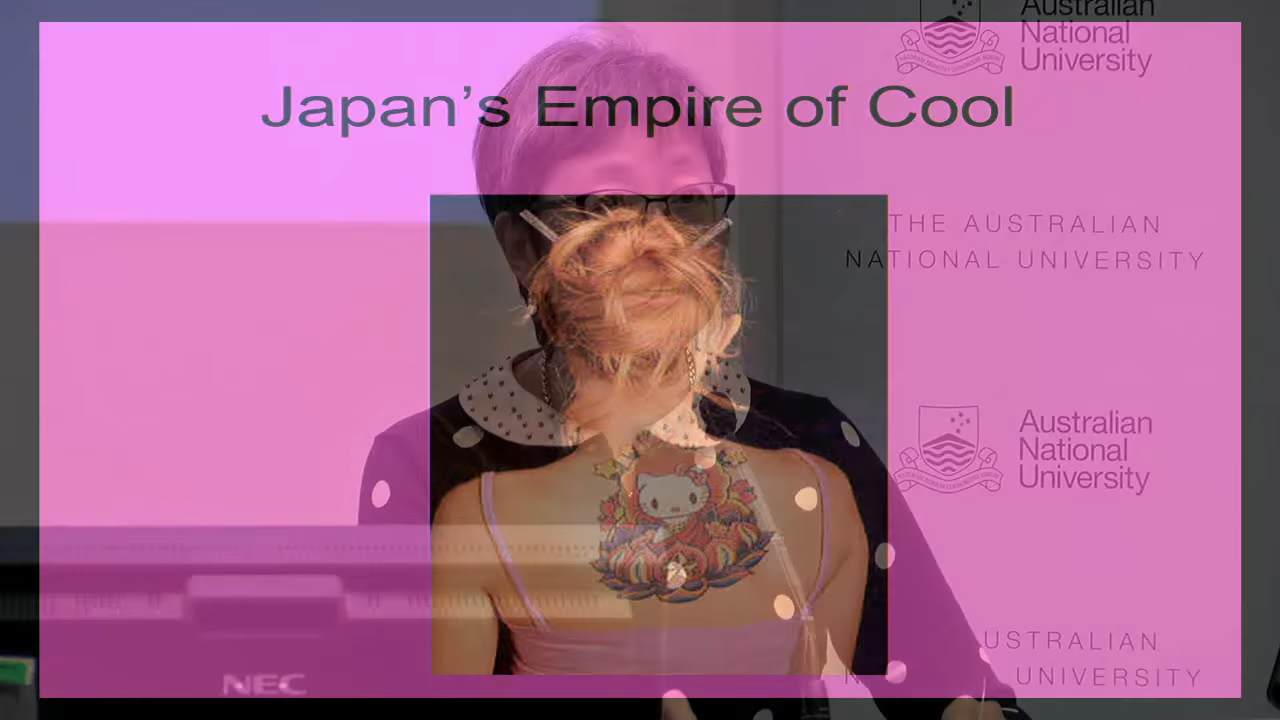 Australian
National
University
Japan's Empire of Cool
THE AUSTRALIAN
NATIONAL UNIVERSITY
Australian
National
University
USTRALIAN
UNIVERSITY
NEC